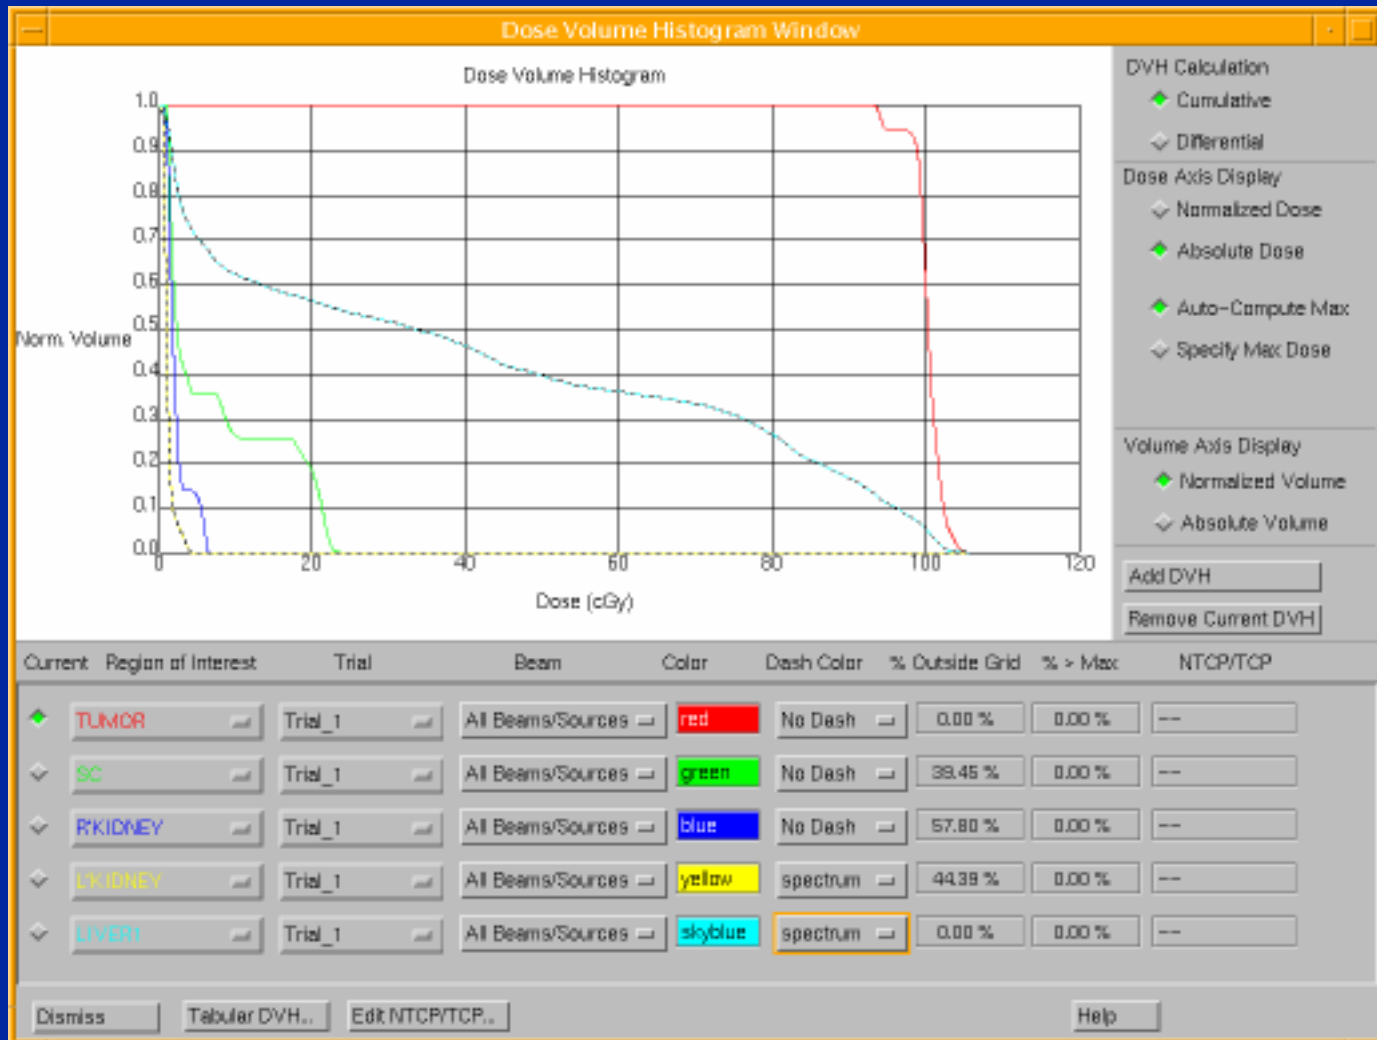 Dose Volume Histogram Window
Dose Volume Histogram
1.0
0.9
0.8
0.7
0.6
0.5
0.4
0.3
0.2
0.1
0.0
Norm. Volume
0 20 40 60 80 100 120
Dose (cGy)
DVH Calculation
Cumulative
Differential
Dose Axis Display
Normalized Dose
Absolute Dose
Auto-Compute Max
Specify Max Dose
Volume Axis Display
Normalized Volume
Absolute Volume
Add DVH
Remove Current DVH
Current Region of Interest Trial Beam Color Dash Color % Outside Grid % > Max NTCP/TCP
TUMOR Trial_1 All Beams/Sources red No Dash 0.00 % 0.00 % --
SC Trial_1 All Beams/Sources green No Dash 39.45 % 0.00 % --
R'KIDNEY Trial_1 All Beams/Sources blue No Dash 57.80 % 0.00 % --
L'KIDNEY Trial_1 All Beams/Sources yellow spectrum 44.39 % 0.00 % --
LIVER1 Trial_1 All Beams/Sources skyblue spectrum 0.00 % 0.00 % --
Dismiss Tabular DVH.. Edit NTCP/TCP.. Help